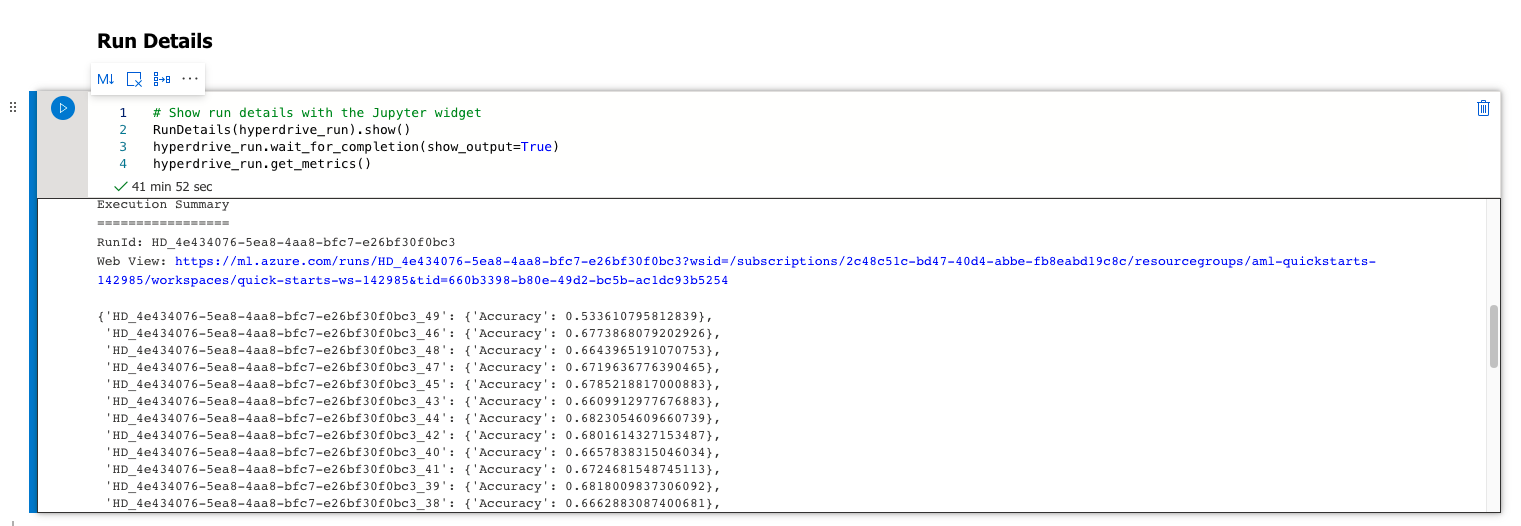 Run Details
M↓
1 # Show run details with the Jupyter widget
2 RunDetails(hyperdrive_run).show()
3 hyperdrive_run.wait_for_completion(show_output=True)
4 hyperdrive_run.get_metrics()
41 min 52 sec
Execution Summary
=================
RunId: HD_4e434076-5ea8-4aa8-bfc7-e26bf30f0bc3
Web View: https://ml.azure.com/runs/HD_4e434076-5ea8-4aa8-bfc7-e26bf30f0bc3?wsid=/subscriptions/2c48c51c-bd47-40d4-abbe-fb8eabd19c8c/resourcegroups/aml-quickstarts-
142985/workspaces/quick-starts-ws-142985&tid=660b3398-b80e-49d2-bc5b-ac1dc93b5254
{'HD_4e434076-5ea8-4aa8-bfc7-e26bf30f0bc3_49': {'Accuracy': 0.533610795812839},
'HD_4e434076-5ea8-4aa8-bfc7-e26bf30f0bc3_46': {'Accuracy': 0.6773868079202926},
'HD_4e434076-5ea8-4aa8-bfc7-e26bf30f0bc3_48': {'Accuracy': 0.6643965191070753},
'HD_4e434076-5ea8-4aa8-bfc7-e26bf30f0bc3_47': {'Accuracy': 0.6719636776390465},
'HD_4e434076-5ea8-4aa8-bfc7-e26bf30f0bc3_45': {'Accuracy': 0.6785218817000883},
'HD_4e434076-5ea8-4aa8-bfc7-e26bf30f0bc3_43': {'Accuracy': 0.6609912977676883},
'HD_4e434076-5ea8-4aa8-bfc7-e26bf30f0bc3_44': {'Accuracy': 0.6823054609660739},
'HD_4e434076-5ea8-4aa8-bfc7-e26bf30f0bc3_42': {'Accuracy': 0.6801614327153487},
'HD_4e434076-5ea8-4aa8-bfc7-e26bf30f0bc3_40': {'Accuracy': 0.6657838315046034},
'HD_4e434076-5ea8-4aa8-bfc7-e26bf30f0bc3_41': {'Accuracy': 0.6724681548745113},
'HD_4e434076-5ea8-4aa8-bfc7-e26bf30f0bc3_39': {'Accuracy': 0.6818009837306092},
'HD_4e434076-5ea8-4aa8-bfc7-e26bf30f0bc3_38': {'Accuracy': 0.6662883087400681},